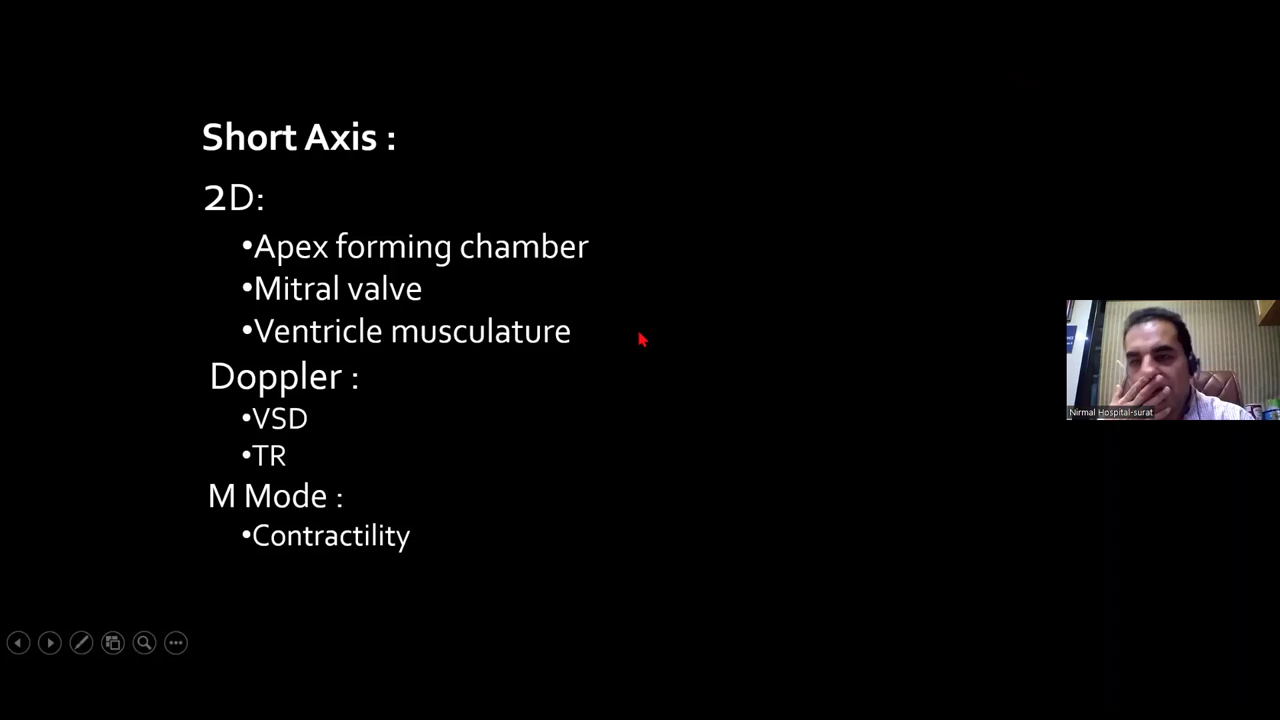 Short Axis :
2D:
•Apex forming chamber
•Mitral valve
•Ventricle musculature
Doppler :
•VSD
•TR
M Mode :
•Contractility
Nirmal Hospital-surat